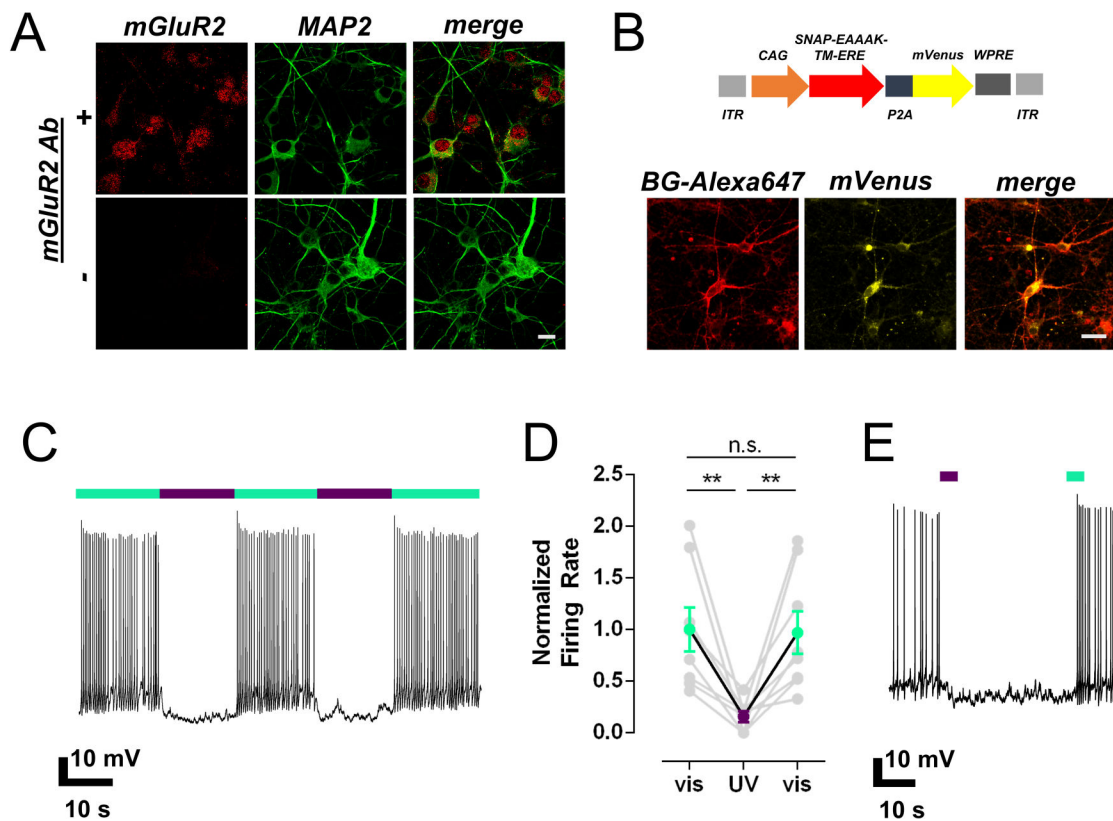 A
mGluR2 MAP2 merge
mGluR2 Ab
+
-
B
SNAP-EAAAK-
CAG TM-ERE mVenus WPRE
ITR P2A ITR
BG-Alexa647 mVenus merge
C
10 mV
10 s
D
n.s.
** **
Normalized
Firing Rate
2.5
2.0
1.5
1.0
0.5
0.0
vis UV vis
E
10 mV
10 s